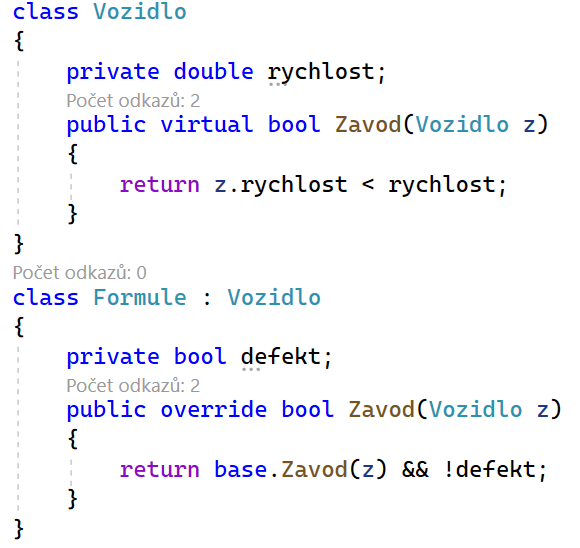 class Vozidlo
{
    private double rychlost;
    Počet odkazů: 2
    public virtual bool Zavod(Vozidlo z)
    {
        return z.rychlost < rychlost;
    }
}
Počet odkazů: 0
class Formule : Vozidlo
{
    private bool defekt;
    Počet odkazů: 2
    public override bool Zavod(Vozidlo z)
    {
        return base.Zavod(z) && !defekt;
    }
}